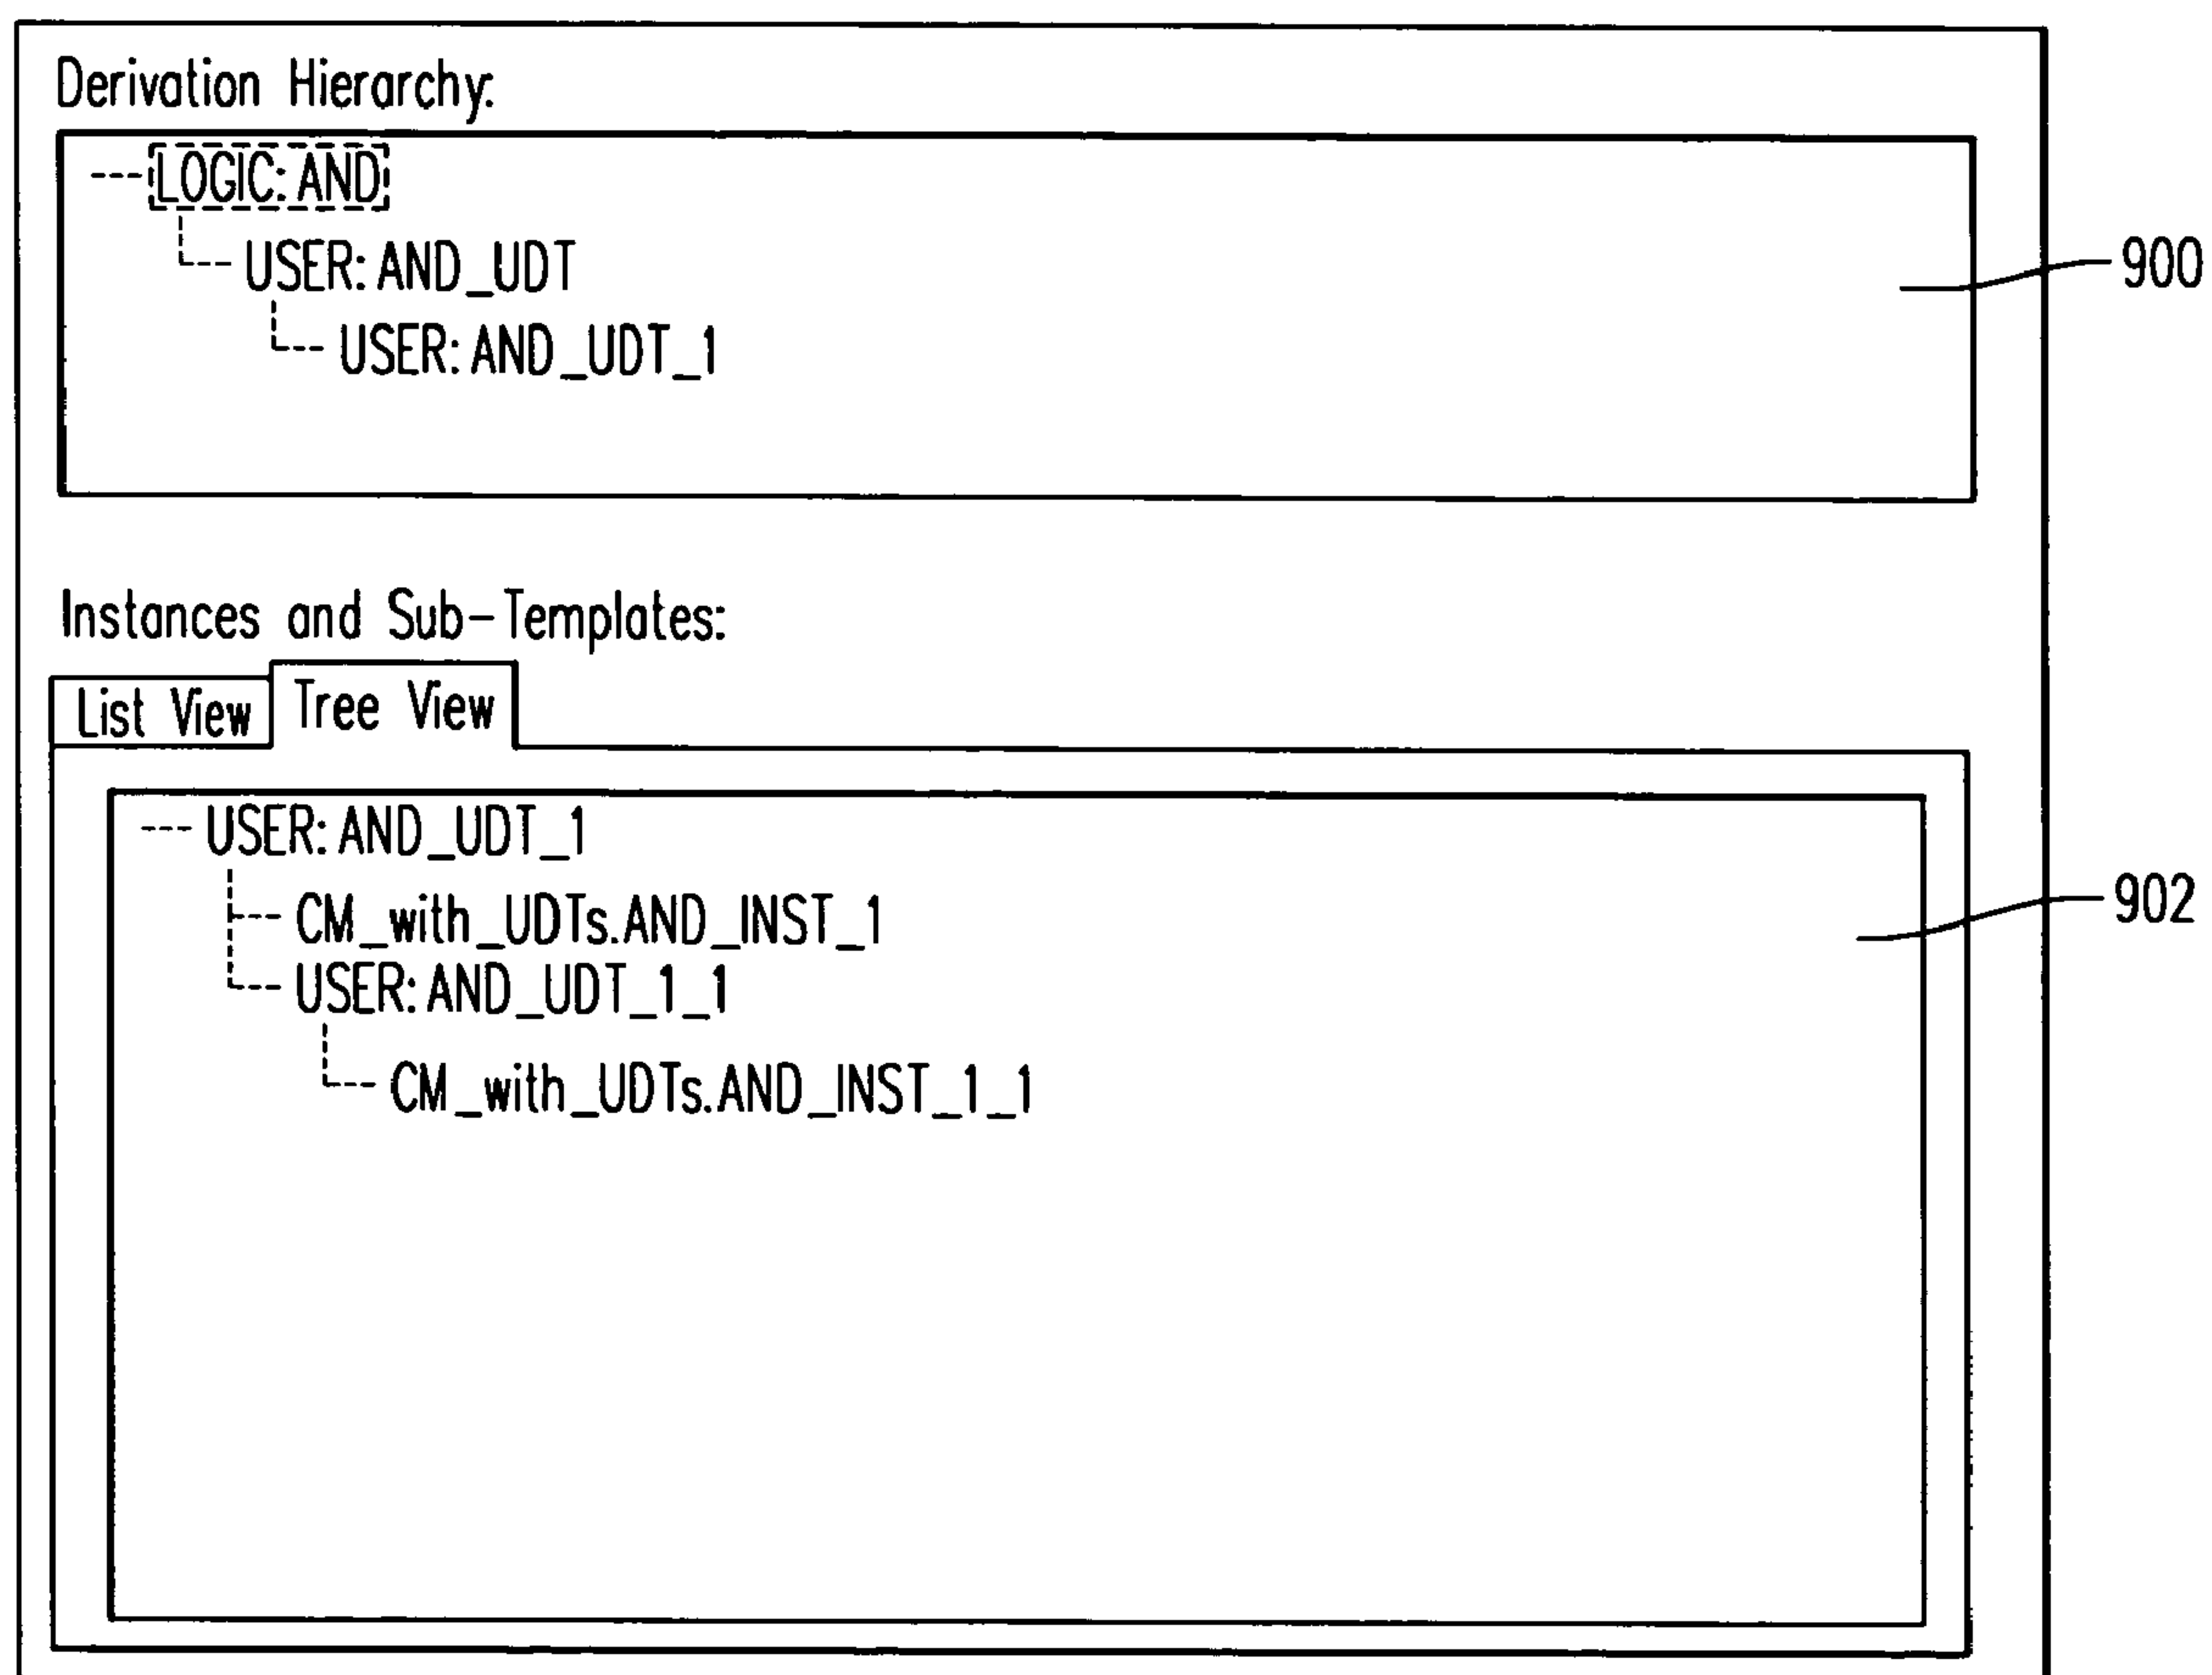 Derivation Hierarchy:
LOGIC: AND
USER: AND_UDT
900
USER: AND_UDT_1
Instances and Sub-Templates:
List View
Tree View
USER: AND_UDT_1
CM_with_UDTs.AND_INST_1
902
USER: AND_UDT_1_1
CM_with_UDTs.AND_INST_1_1